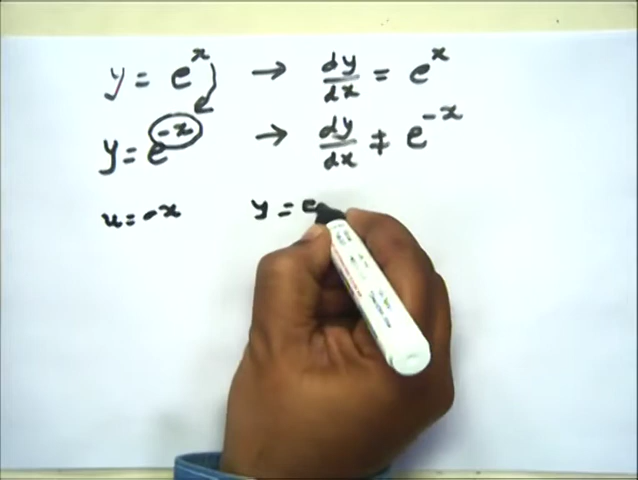 y = e^x → dy/dx = e^x
y = e^-x → dy/dx ≠ e^-x
u = -x y = e